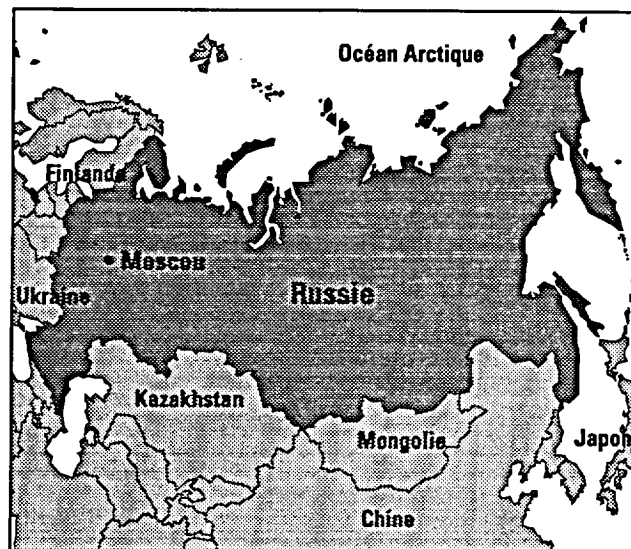 Océan Arctique
Finlande
Moscou
Ukraine
Russie
Kazakhstan
Mongolie
Japon
Chine